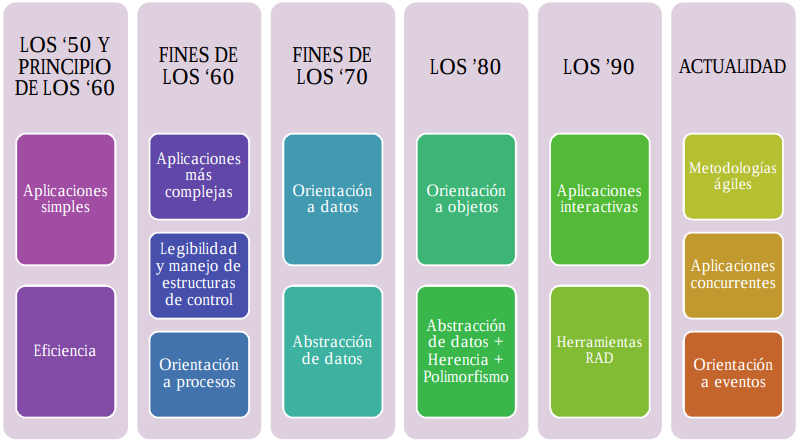 LOS ‘50 Y
PRINCIPIO
DE LOS ‘60
Aplicaciones
simples
Eficiencia
FINES DE
LOS ‘60
Aplicaciones
más
complejas
Legibilidad
y manejo de
estructuras
de control
Orientación
a procesos
FINES DE
LOS ‘70
Orientación
a datos
Abstracción
de datos
LOS ’80
Orientación
a objetos
Abstracción
de datos +
Herencia +
Polimorfismo
LOS ’90
Aplicaciones
interactivas
Herramientas
RAD
ACTUALIDAD
Metodologías
ágiles
Aplicaciones
concurrentes
Orientación
a eventos